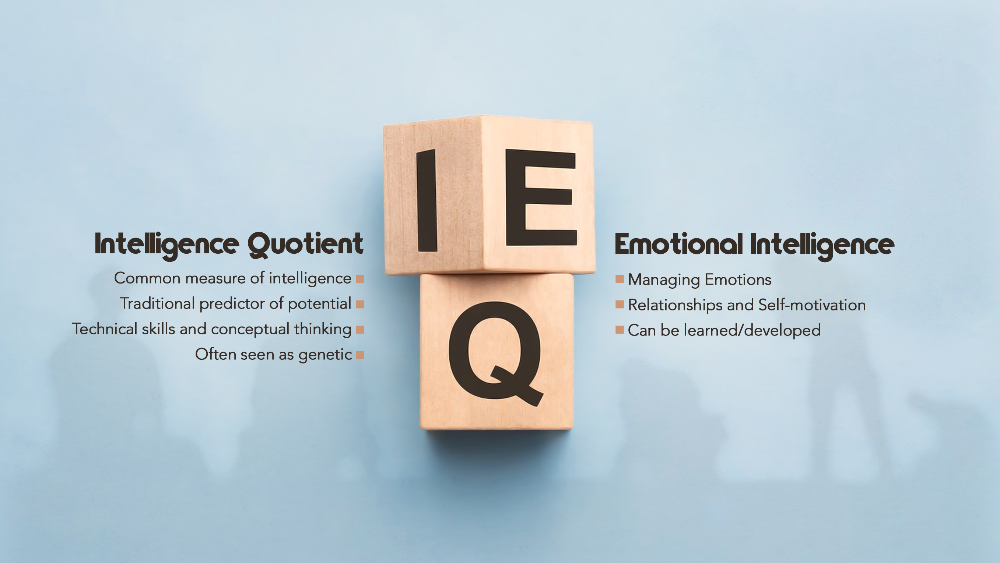 I E
Q
Intelligence Quotient
Common measure of intelligence
Traditional predictor of potential
Technical skills and conceptual thinking
Often seen as genetic
Emotional Intelligence
Managing Emotions
Relationships and Self-motivation
Can be learned/developed